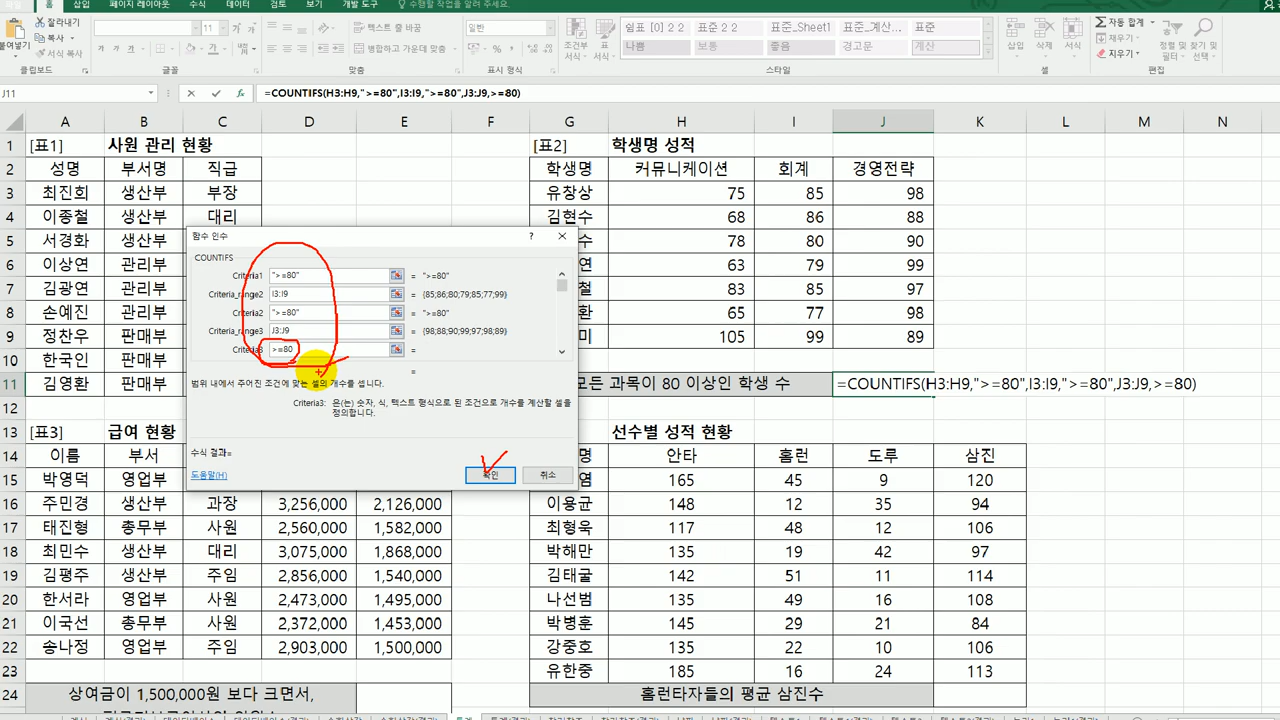 홈 삽입 페이지 레이아웃 수식 데이터 검토 보기 개발 도구 수행할 작업을 알려 주세요.
잘라내기
붙여넣기 복사
서식 복사
클립보드 글꼴 맞춤 표시 형식 스타일 셀 편집
11
텍스트 줄 바꿈
병합하고 가운데 맞춤
일반
조건부 서식 표 서식
쉼표 [0] 2 2 표준 2 2 표준_Sheet1 표준_계산... 표준
나쁨 보통 좋음 경고문 계산
삽입 삭제 서식
자동 합계
채우기
지우기
정렬 및 필터 찾기 및 선택
J11 =COUNTIFS(H3:H9,">=80",I3:I9,">=80",J3:J9,>=80)
A B C D E F G H I J K L M N
1 [표1] 사원 관리 현황 [표2] 학생명 성적
2 성명 부서명 직급 학생명 커뮤니케이션 회계 경영전략
3 최진희 생산부 부장 유창상 75 85 98
4 이종철 생산부 대리 김현수 68 86 88
5 서경화 생산부 수 78 80 90
6 이상연 관리부 연 63 79 99
7 김광연 관리부 철 83 85 97
8 손예진 관리부 환 65 77 98
9 정찬우 판매부 미 105 99 89
10 한국인 판매부
11 김영환 판매부 모든 과목이 80 이상인 학생 수 =COUNTIFS(H3:H9,">=80",I3:I9,">=80",J3:J9,>=80)
12
13 [표3] 급여 현황 선수별 성적 현황
14 이름 부서 명 안타 홈런 도루 삼진
15 박영덕 영업부 염 165 45 9 120
16 주민경 생산부 과장 3,256,000 2,126,000 이용균 148 12 35 94
17 태진형 총무부 사원 2,560,000 1,582,000 최형욱 117 48 12 106
18 최민수 생산부 대리 3,075,000 1,868,000 박해만 135 19 42 97
19 김평주 생산부 주임 2,856,000 1,540,000 김태굴 142 51 11 114
20 한서라 영업부 사원 2,473,000 1,495,000 나선범 135 49 16 108
21 이국선 총무부 사원 2,372,000 1,453,000 박병훈 145 29 21 84
22 송나정 영업부 주임 2,903,000 1,500,000 강중호 135 22 10 106
23 유한중 185 16 24 113
24 상여금이 1,500,000원 보다 크면서, 홈런타자들의 평균 삼진수
함수 인수 ?
COUNTIFS
Criteria1 ">=80" = ">=80"
Criteria_range2 I3:I9 = {85;86;80;79;85;77;99}
Criteria2 ">=80" = ">=80"
Criteria_range3 J3:J9 = {98;88;90;99;97;98;89}
Criteria3 >=80 =
=
범위 내에서 주어진 조건에 맞는 셀의 개수를 셉니다.
Criteria3: 은(는) 숫자, 식, 텍스트 형식으로 된 조건으로 개수를 계산할 셀을
정의합니다.
수식 결과=
도움말(H) 확인 취소